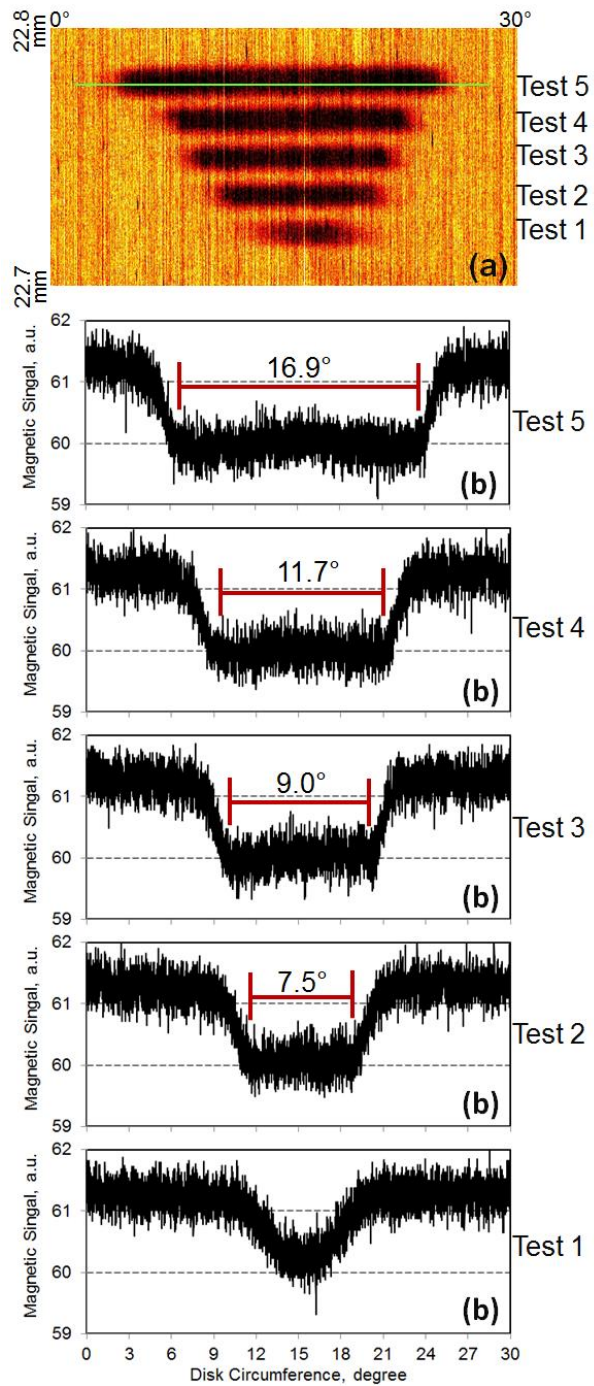 22.8
mm
0°
30°
Test 5
Test 4
Test 3
Test 2
Test 1
(a)
22.7
mm
62
61
60
59
Magnetic Singal, a.u.
16.9°
(b)
Test 5
62
61
60
59
Magnetic Singal, a.u.
11.7°
(b)
Test 4
62
61
60
59
Magnetic Singal, a.u.
9.0°
(b)
Test 3
62
61
60
59
Magnetic Singal, a.u.
7.5°
(b)
Test 2
62
61
60
59
Magnetic Singal, a.u.
(b)
Test 1
0 3 6 9 12 15 18 21 24 27 30
Disk Circumference, degree